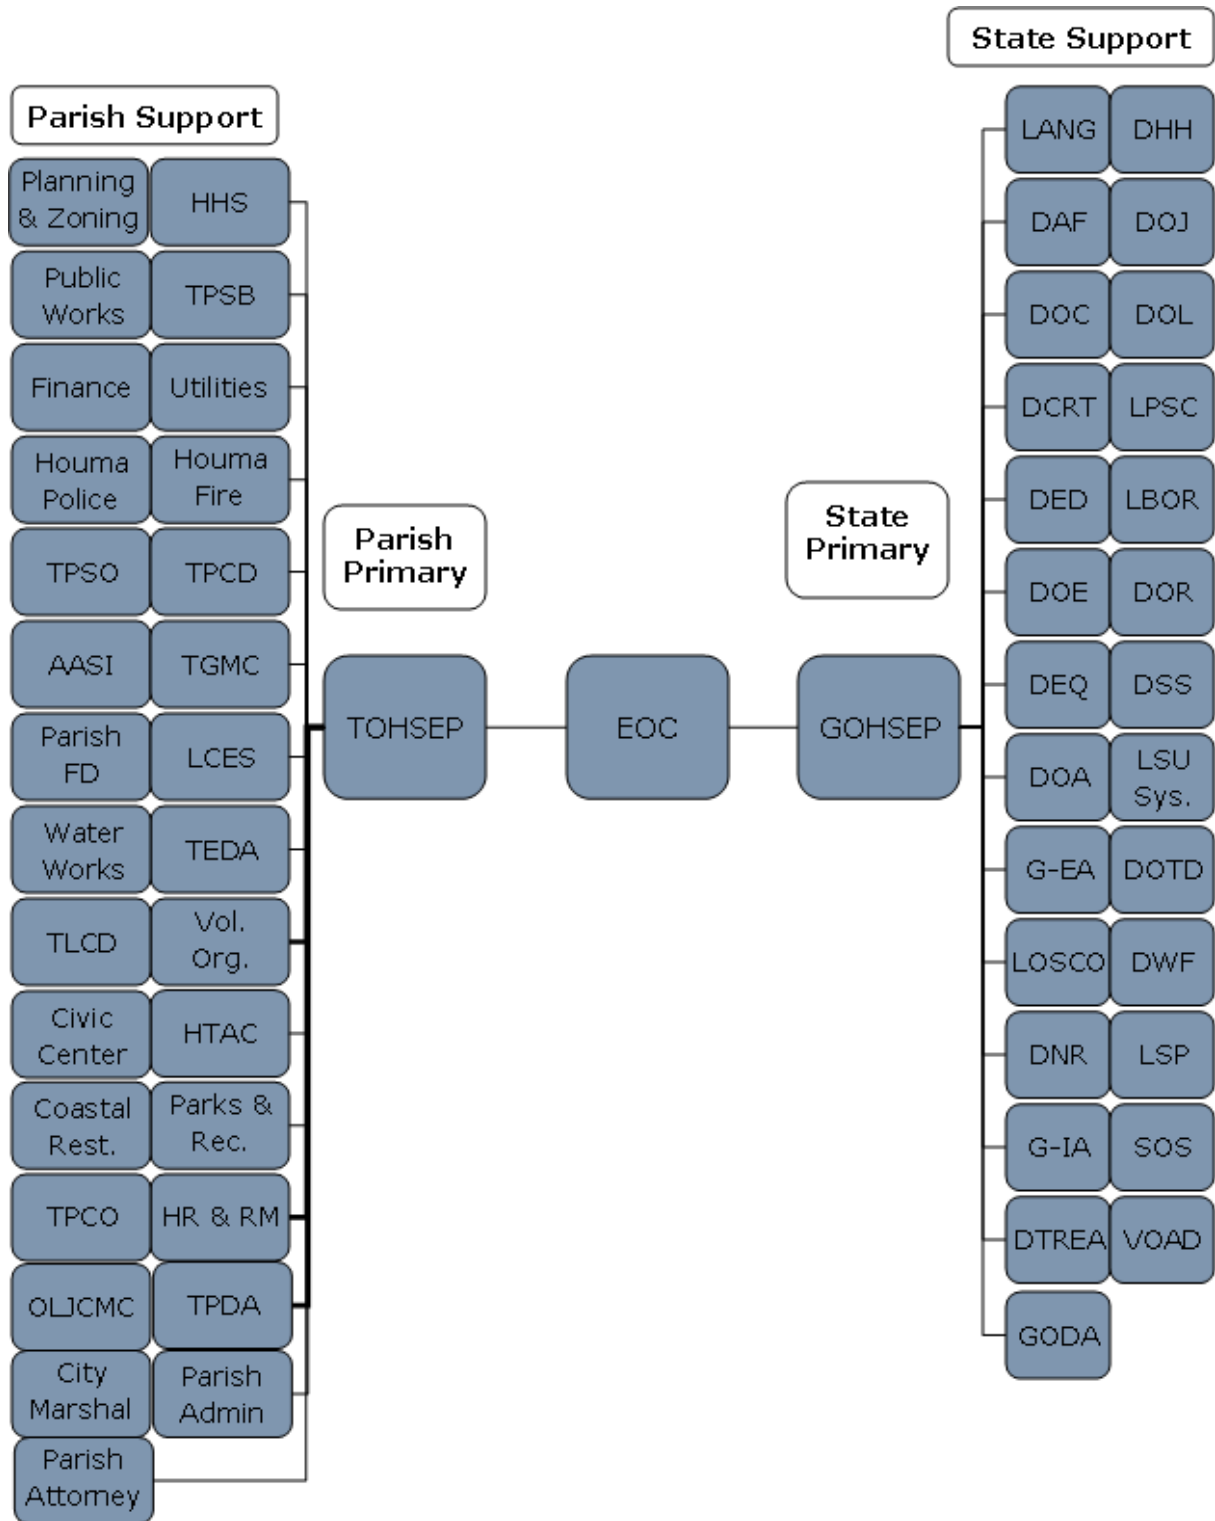 State Support
LANG DHH
DAF DOJ
DOC DOL
DCRT LPSC
DED LBOR
DOE DOR
DEQ DSS
DOA LSU
Sys.
G-EA DOTD
LOSCO DWF
DNR LSP
G-IA SOS
DTREA VOAD
GODA
Parish Support
Planning
& Zoning
HHS
Public
Works
TPSB
Finance
Utilities
Houma
Police
Houma
Fire
TPSO
TPCD
AASI
TGMC
Parish
FD
LCES
Water
Works
TEDA
TLCD
Vol.
Org.
Civic
Center
HTAC
Coastal
Rest.
Parks &
Rec.
TPCO
HR & RM
OLJCMC
TPDA
City
Marshal
Parish
Admin
Parish
Attorney
Parish
Primary
TOHSEP
EOC
State
Primary
GOHSEP